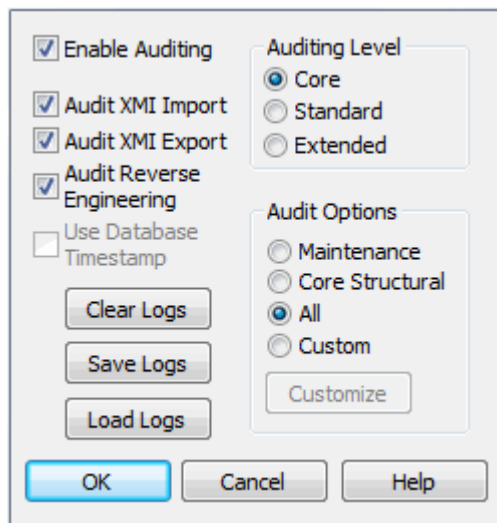 Enable Auditing
Audit XMI Import
Audit XMI Export
Audit Reverse
Engineering
Use Database
Timestamp
Clear Logs
Save Logs
Load Logs
Auditing Level
Core
Standard
Extended
Audit Options
Maintenance
Core Structural
All
Custom
Customize
OK
Cancel
Help